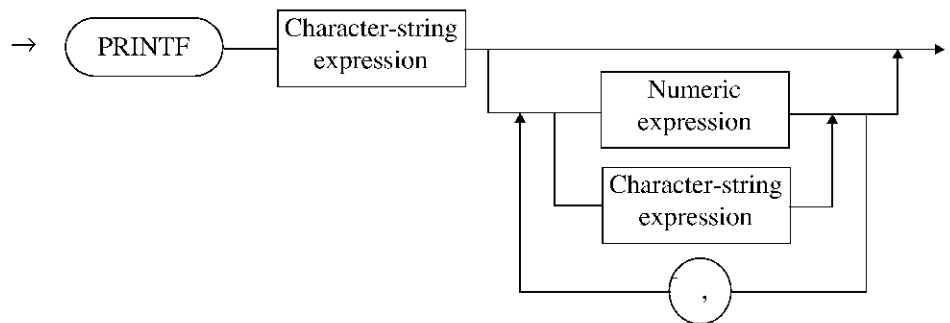 → PRINTF
Character-string
expression
Numeric
expression
Character-string
expression
,